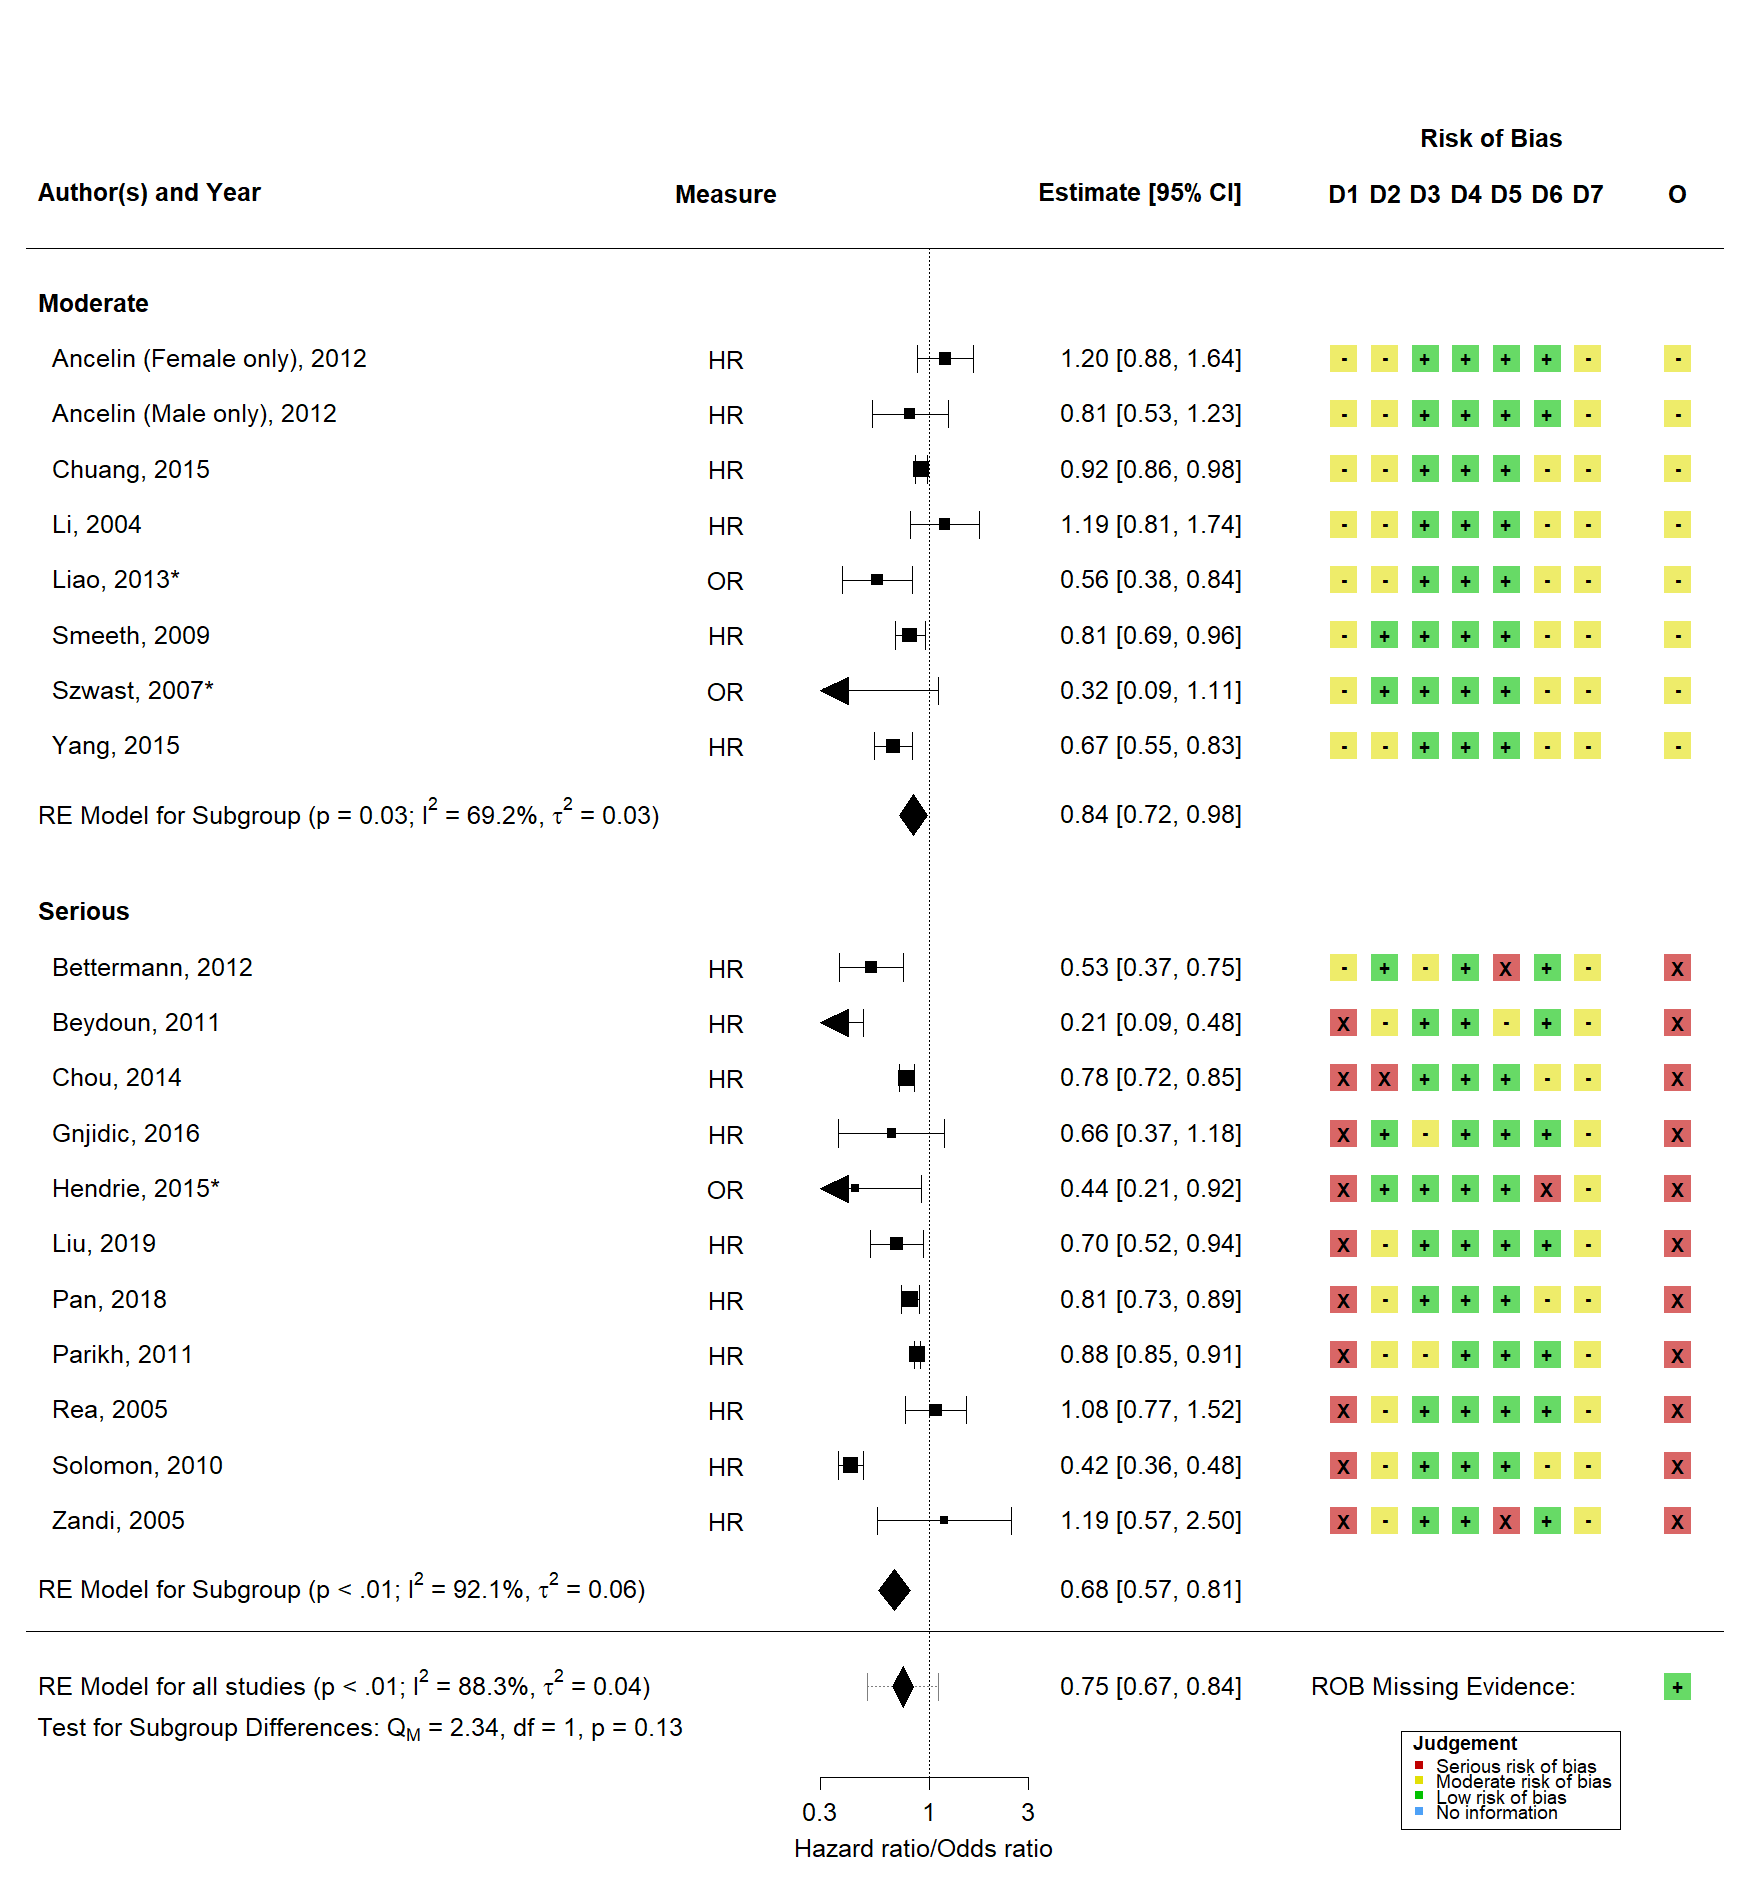 Risk of Bias
Author(s) and Year Measure Estimate [95% CI] D1 D2 D3 D4 D5 D6 D7 O
Moderate
Ancelin (Female only), 2012 HR 1.20 [0.88, 1.64] - - + + + + - -
Ancelin (Male only), 2012 HR 0.81 [0.53, 1.23] - - + + + + - -
Chuang, 2015 HR 0.92 [0.86, 0.98] - - + + + - - -
Li, 2004 HR 1.19 [0.81, 1.74] - - + + + - - -
Liao, 2013* OR 0.56 [0.38, 0.84] - - + + + - - -
Smeeth, 2009 HR 0.81 [0.69, 0.96] - + + + + - - -
Szwast, 2007* OR 0.32 [0.09, 1.11] - + + + + - - -
Yang, 2015 HR 0.67 [0.55, 0.83] - - + + + - - -
RE Model for Subgroup (p = 0.03; I² = 69.2%, τ² = 0.03) 0.84 [0.72, 0.98]
Serious
Bettermann, 2012 HR 0.53 [0.37, 0.75] - + - + X + - X
Beydoun, 2011 HR 0.21 [0.09, 0.48] X - + + - + - X
Chou, 2014 HR 0.78 [0.72, 0.85] X X + + + - - X
Gnjidic, 2016 HR 0.66 [0.37, 1.18] X + - + + + - X
Hendrie, 2015* OR 0.44 [0.21, 0.92] X + + + + X - X
Liu, 2019 HR 0.70 [0.52, 0.94] X - + + + + - X
Pan, 2018 HR 0.81 [0.73, 0.89] X - + + + - - X
Parikh, 2011 HR 0.88 [0.85, 0.91] X - - + + + - X
Rea, 2005 HR 1.08 [0.77, 1.52] X - + + + + - X
Solomon, 2010 HR 0.42 [0.36, 0.48] X - + + + - - X
Zandi, 2005 HR 1.19 [0.57, 2.50] X - + + X + - X
RE Model for Subgroup (p < .01; I² = 92.1%, τ² = 0.06) 0.68 [0.57, 0.81]
RE Model for all studies (p < .01; I² = 88.3%, τ² = 0.04) 0.75 [0.67, 0.84] ROB Missing Evidence: +
Test for Subgroup Differences: Q_M = 2.34, df = 1, p = 0.13
0.3 1 3
Hazard ratio/Odds ratio
Judgement
Serious risk of bias
Moderate risk of bias
Low risk of bias
No information